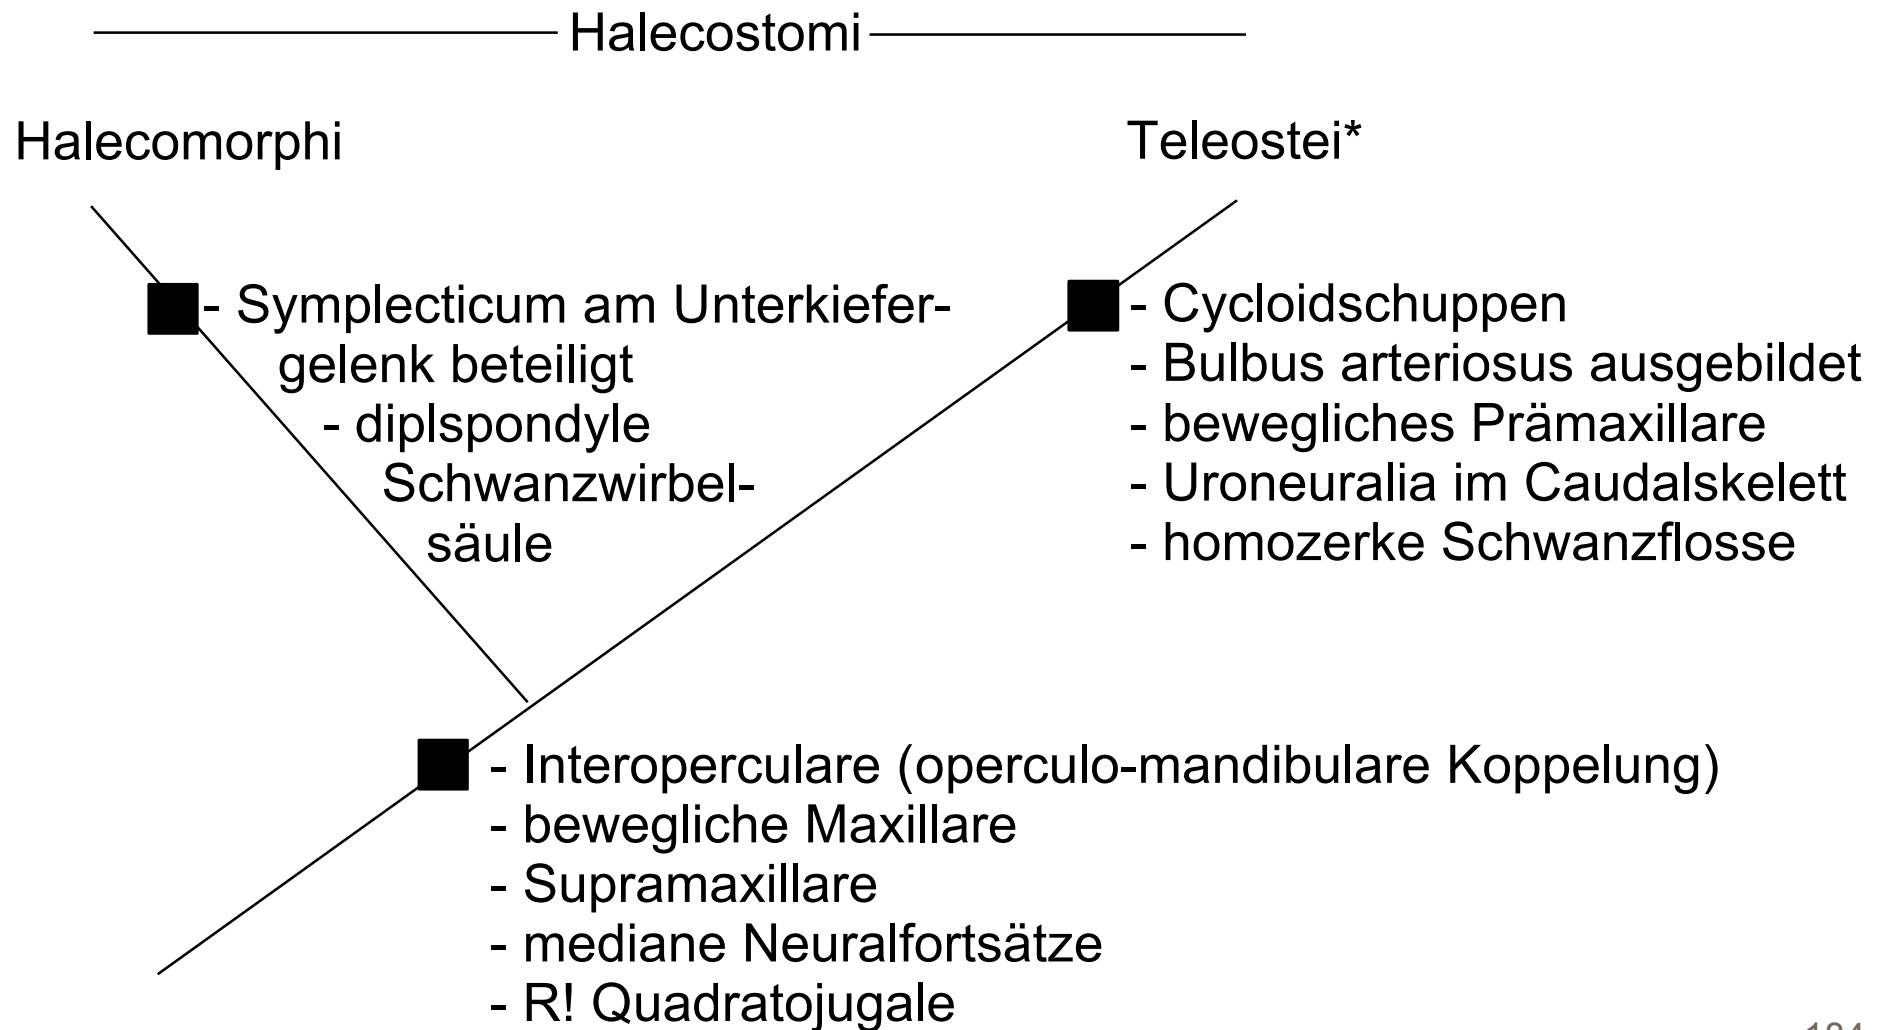 Halecostomi
Halecomorphi
Teleostei*
- Symplecticum am Unterkiefer-
gelenk beteiligt
- diplspondyle
Schwanzwirbel-
säule
- Cycloidschuppen
- Bulbus arteriosus ausgebildet
- bewegliches Prämaxillare
- Uroneuralia im Caudalskelett
- homozerke Schwanzflosse
- Interoperculare (operculo-mandibulare Koppelung)
- bewegliche Maxillare
- Supramaxillare
- mediane Neuralfortsätze
- R! Quadratojugale